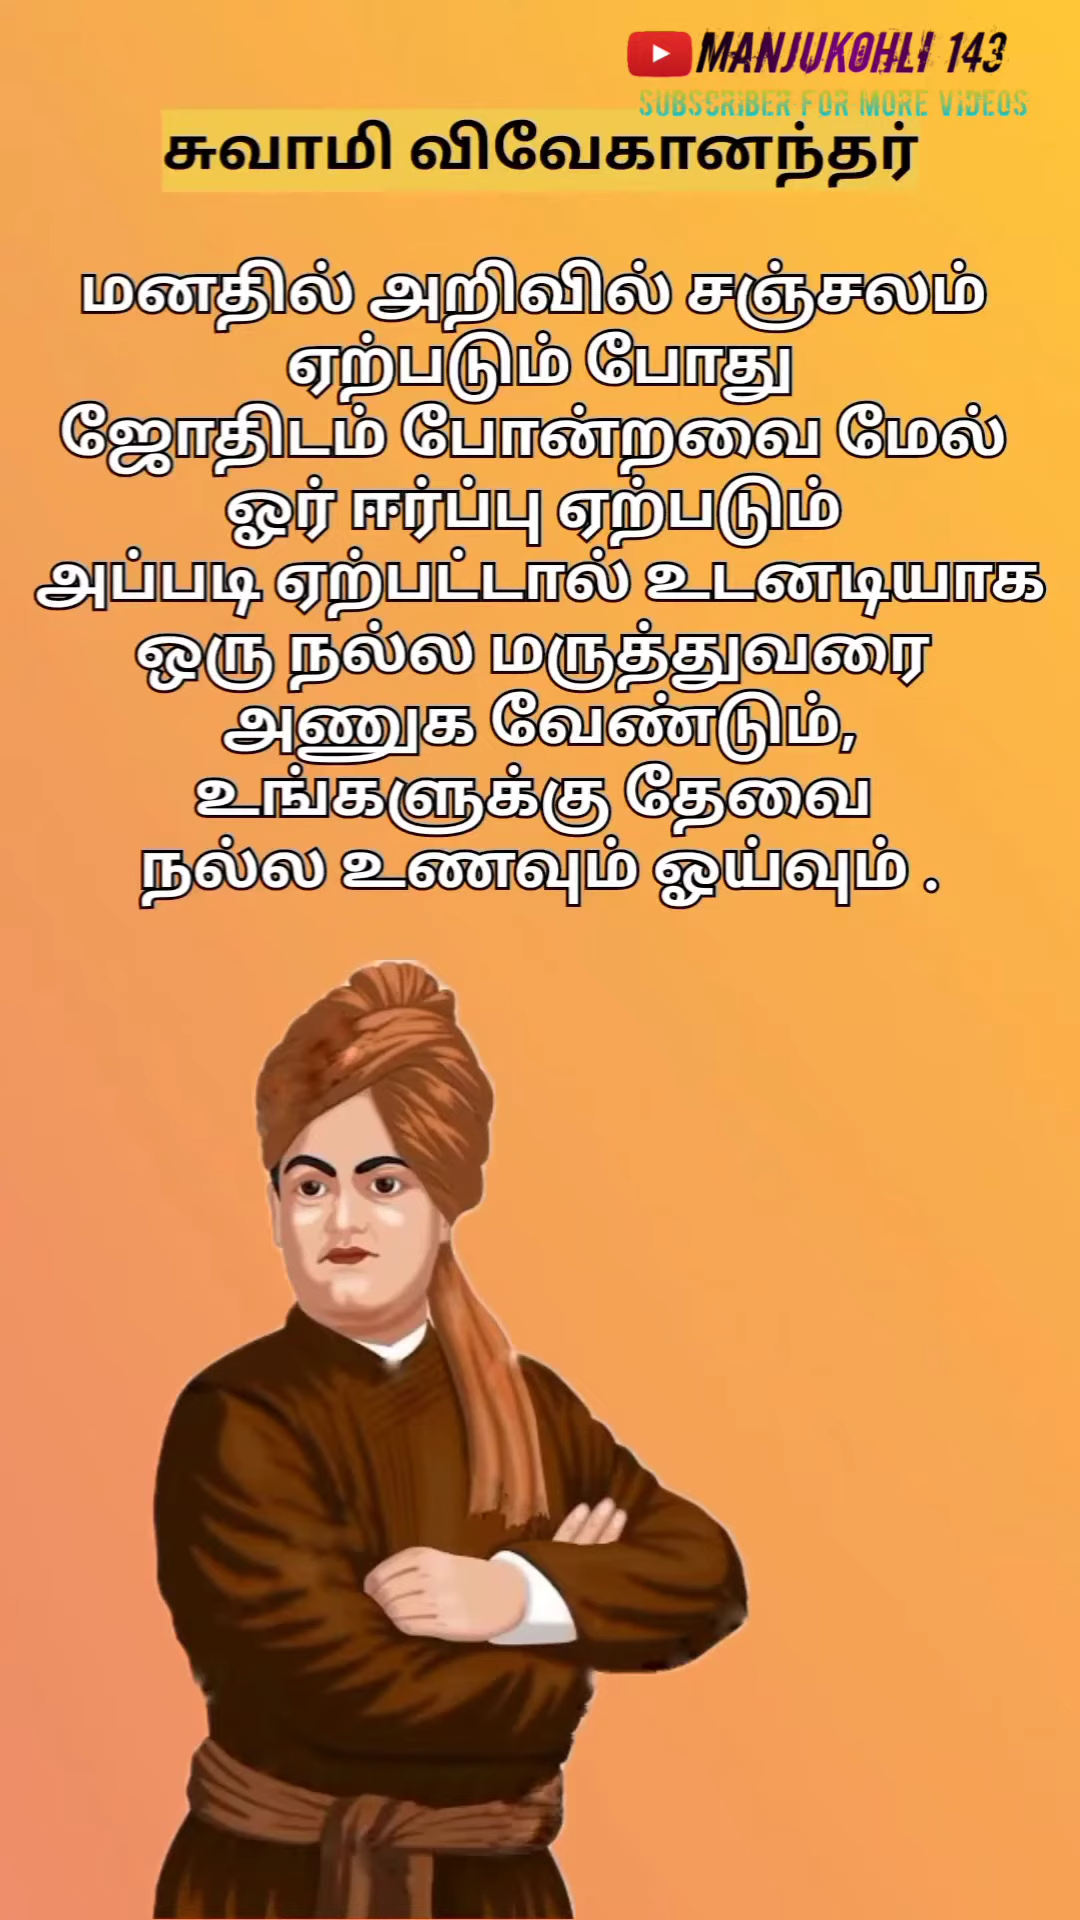 MANJUKOHLI 143
SUBSCRIBER FOR MORE VIDEOS
சுவாமி விவேகானந்தர்
மனதில் அறிவில் சஞ்சலம்
ஏற்படும் போது
ஜோதிடம் போன்றவை மேல்
ஓர் ஈர்ப்பு ஏற்படும்
அப்படி ஏற்பட்டால் உடனடியாக
ஒரு நல்ல மருத்துவரை
அணுக வேண்டும்,
உங்களுக்கு தேவை
நல்ல உணவும் ஓய்வும் .